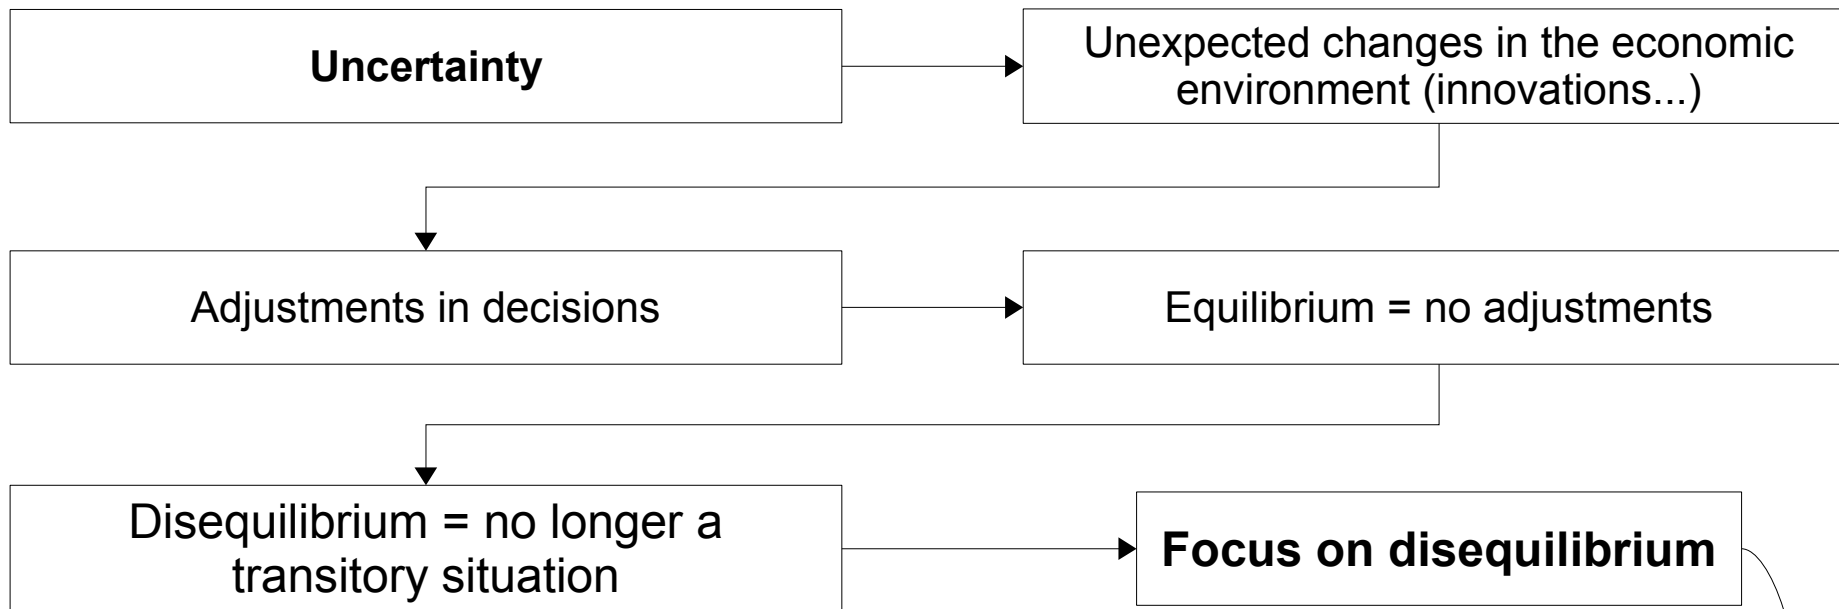 Uncertainty
Unexpected changes in the economic
environment (innovations...)
Adjustments in decisions
Equilibrium = no adjustments
Disequilibrium = no longer a
transitory situation
Focus on disequilibrium